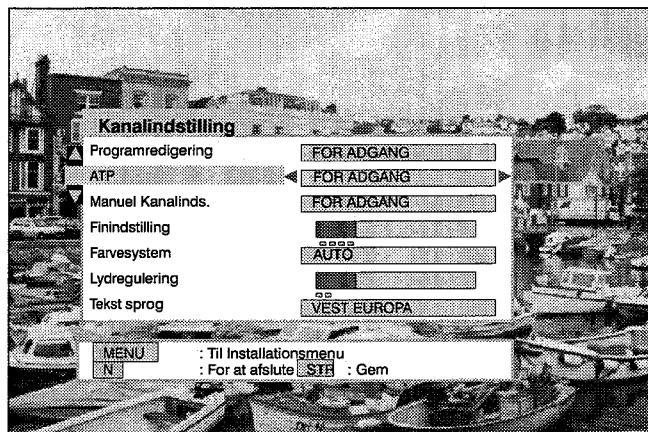 Kanalindstilling
Programredigering FOR ADGANG
ATP FOR ADGANG
Manuel Kanalinds. FOR ADGANG
Finindstilling
Farvesystem AUTO
Lydregulering
Tekst sprog VEST EUROPA
MENU : Til Installationsmenu
N : For at afslute STR : Gem